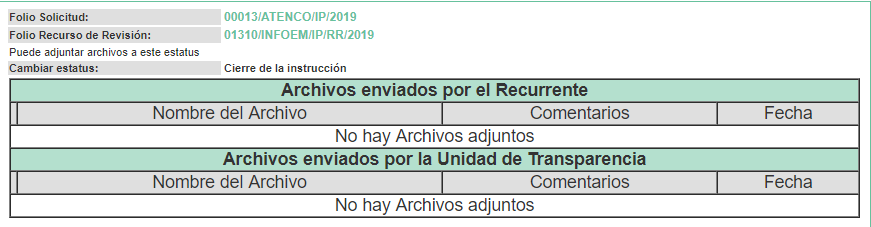 Folio Solicitud: 00013/ATENCO/IP/2019
Folio Recurso de Revisión: 01310/INFOEM/IP/RR/2019
Puede adjuntar archivos a este estatus
Cambiar estatus: Cierre de la instrucción
Archivos enviados por el Recurrente
Nombre del Archivo Comentarios Fecha
No hay Archivos adjuntos
Archivos enviados por la Unidad de Transparencia
Nombre del Archivo Comentarios Fecha
No hay Archivos adjuntos